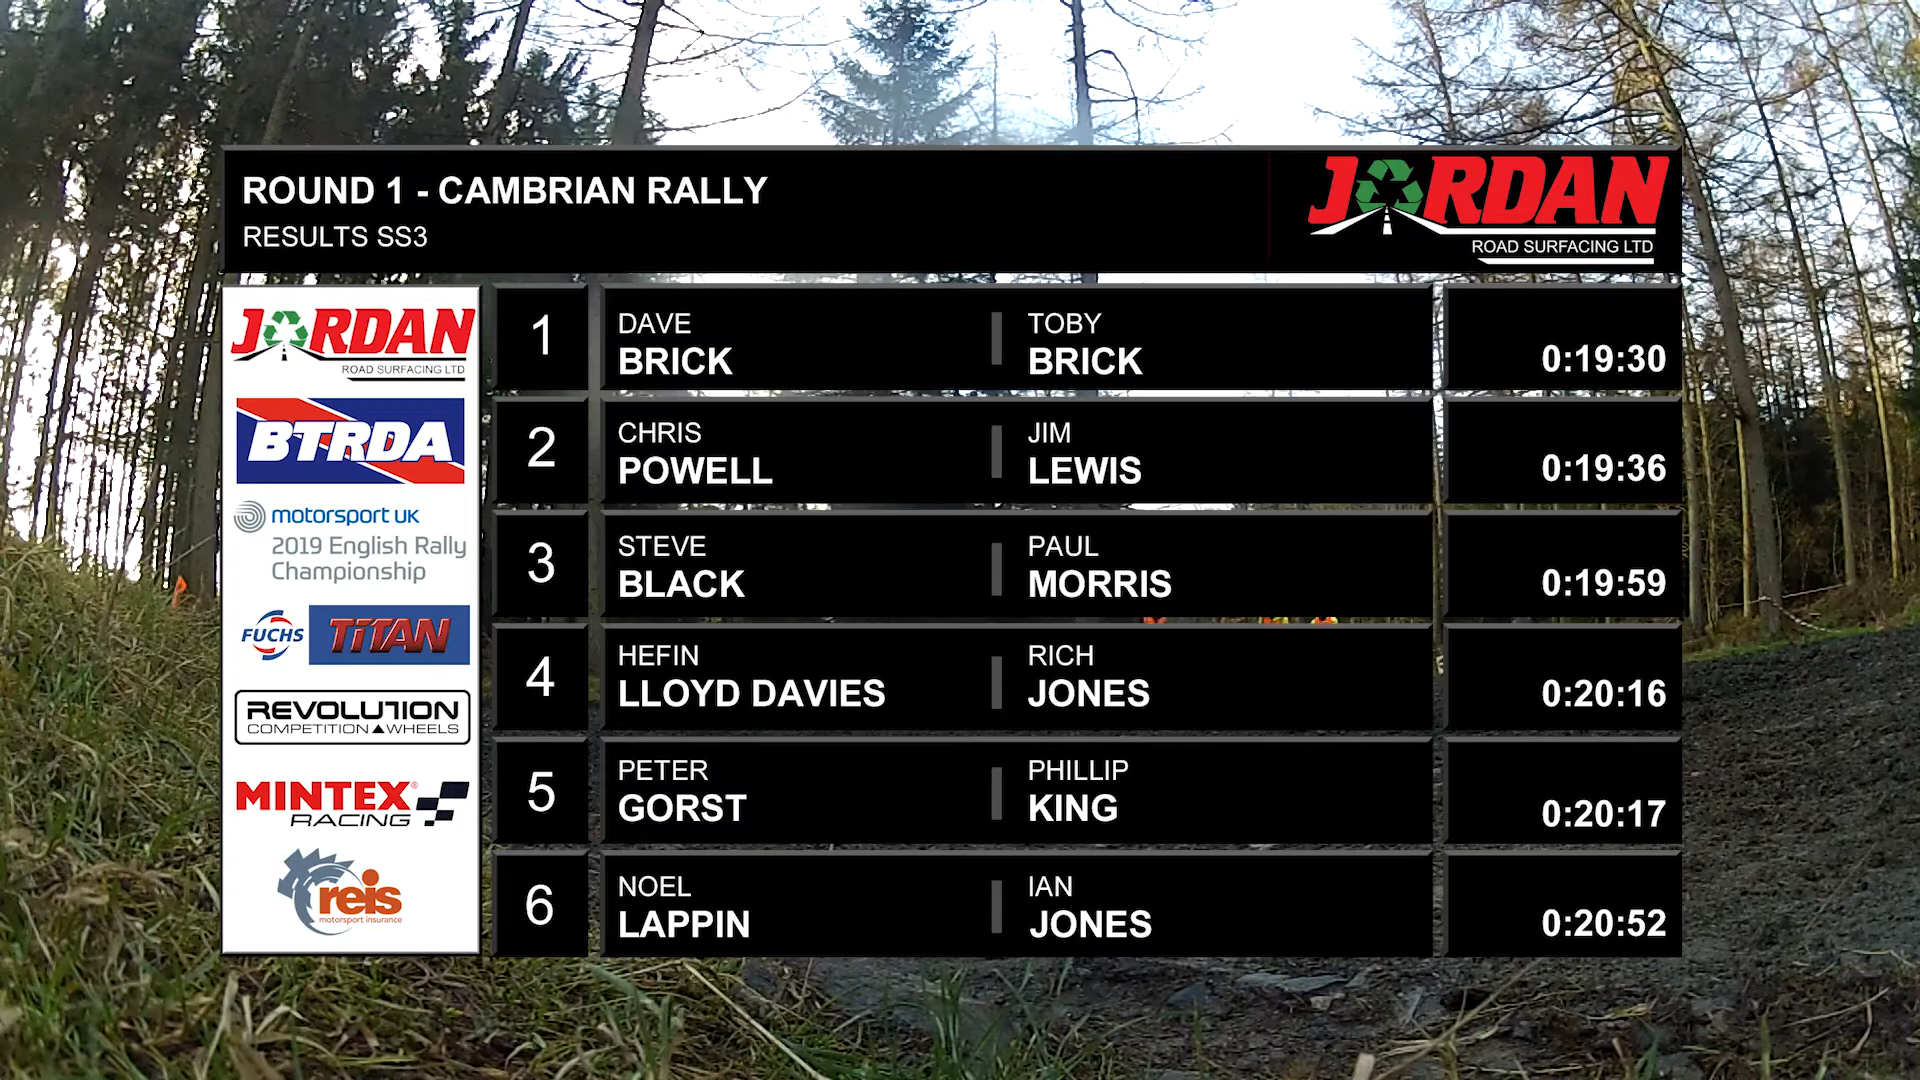 ROUND 1 - CAMBRIAN RALLY
RESULTS SS3
JORDAN
ROAD SURFACING LTD
JORDAN
ROAD SURFACING LTD
BTRDA
motorsport UK
2019 English Rally
Championship
FUCHS
TiTAN
REVOLUTION
COMPETITION WHEELS
MINTEX®
RACING
reis
motorsport insurance
1
DAVE
BRICK
TOBY
BRICK
0:19:30
2
CHRIS
POWELL
JIM
LEWIS
0:19:36
3
STEVE
BLACK
PAUL
MORRIS
0:19:59
4
HEFIN
LLOYD DAVIES
RICH
JONES
0:20:16
5
PETER
GORST
PHILLIP
KING
0:20:17
6
NOEL
LAPPIN
IAN
JONES
0:20:52